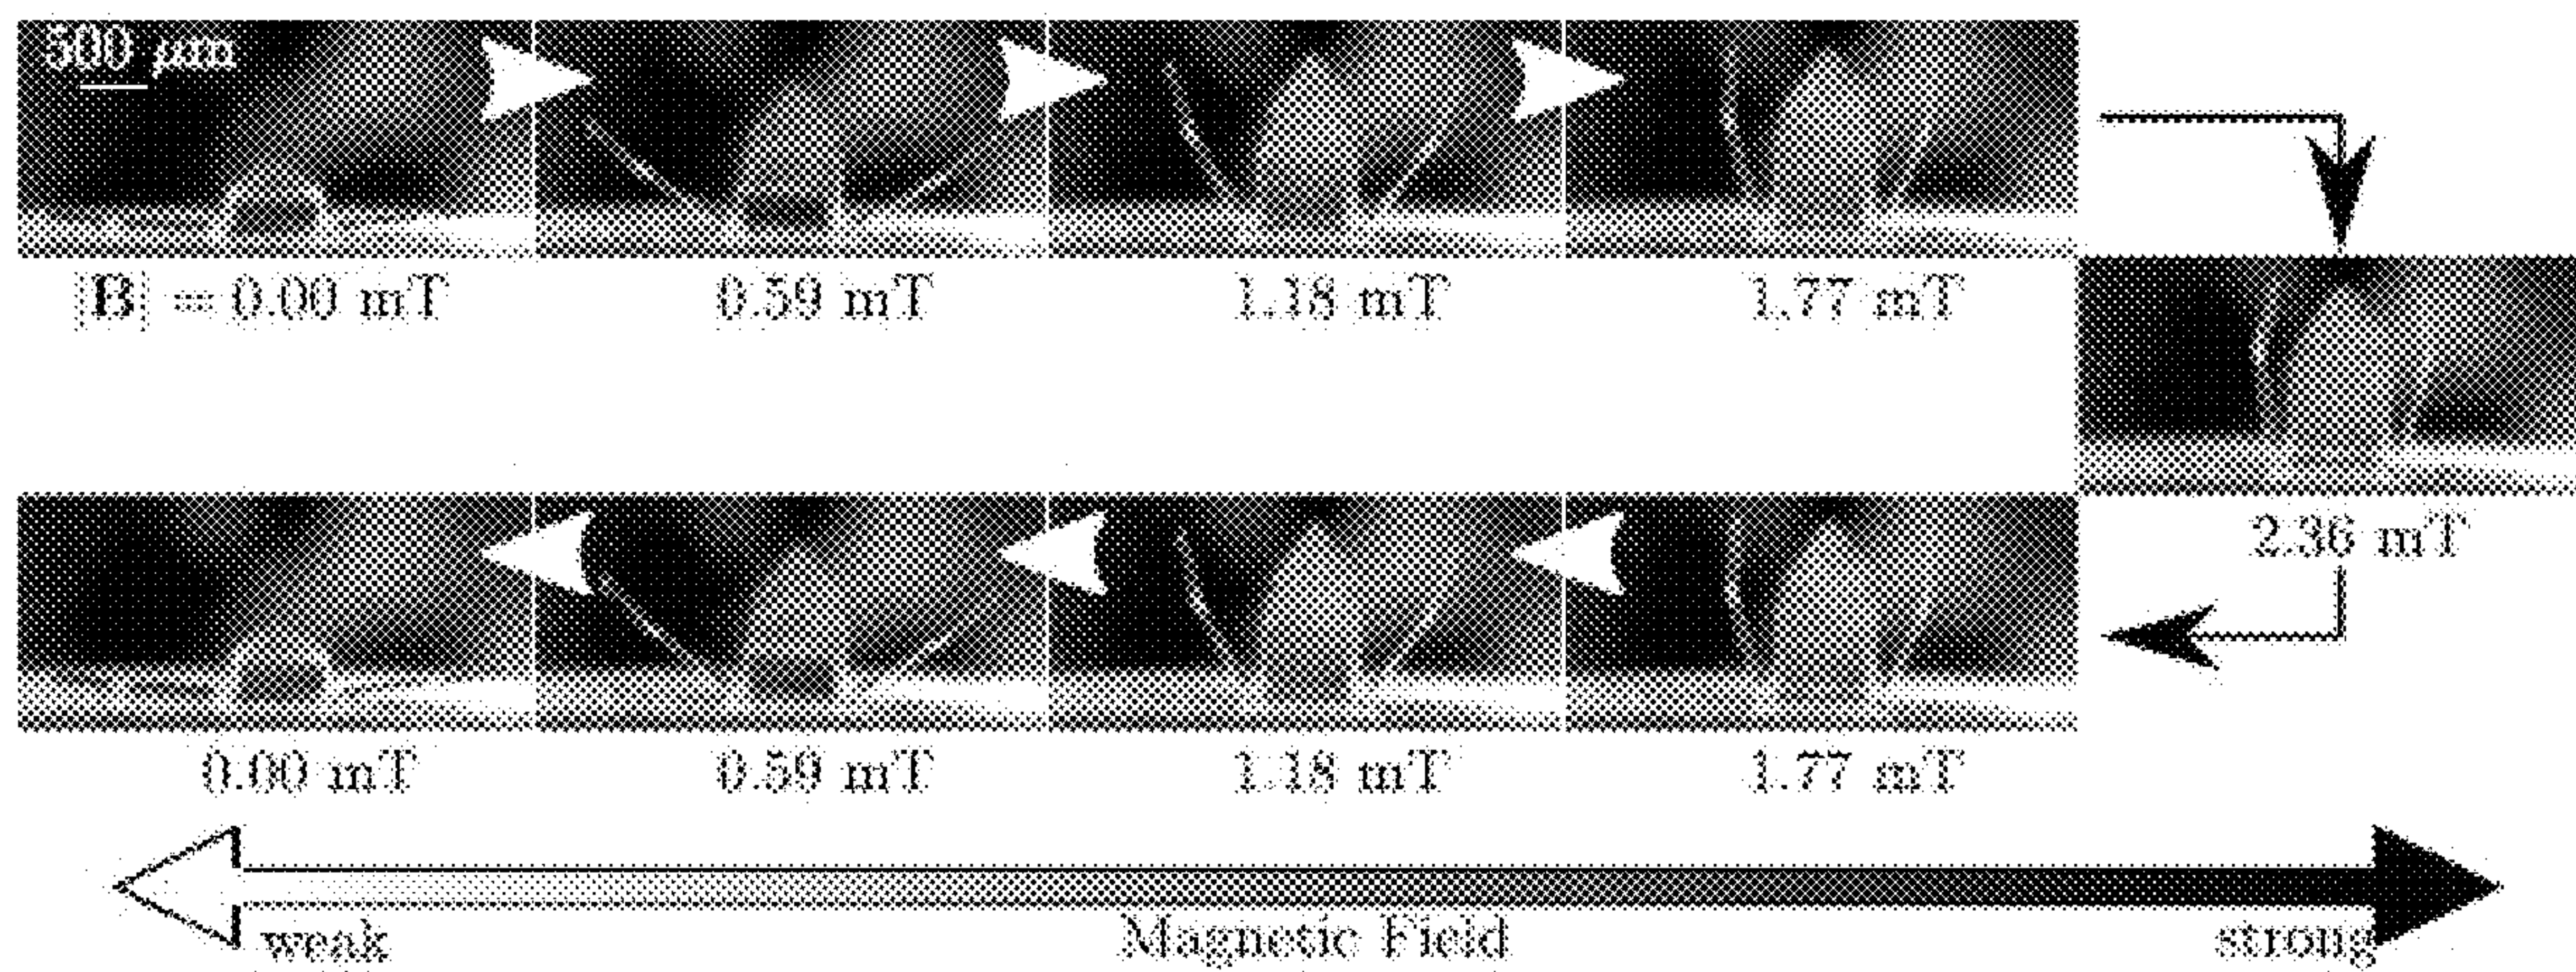 500 μm
|B| = 0.00 mT
0.59 mT
1.18 mT
1.77 mT
2.36 mT
0.00 mT
0.59 mT
1.18 mT
1.77 mT
weak
Magnetic Field
strong